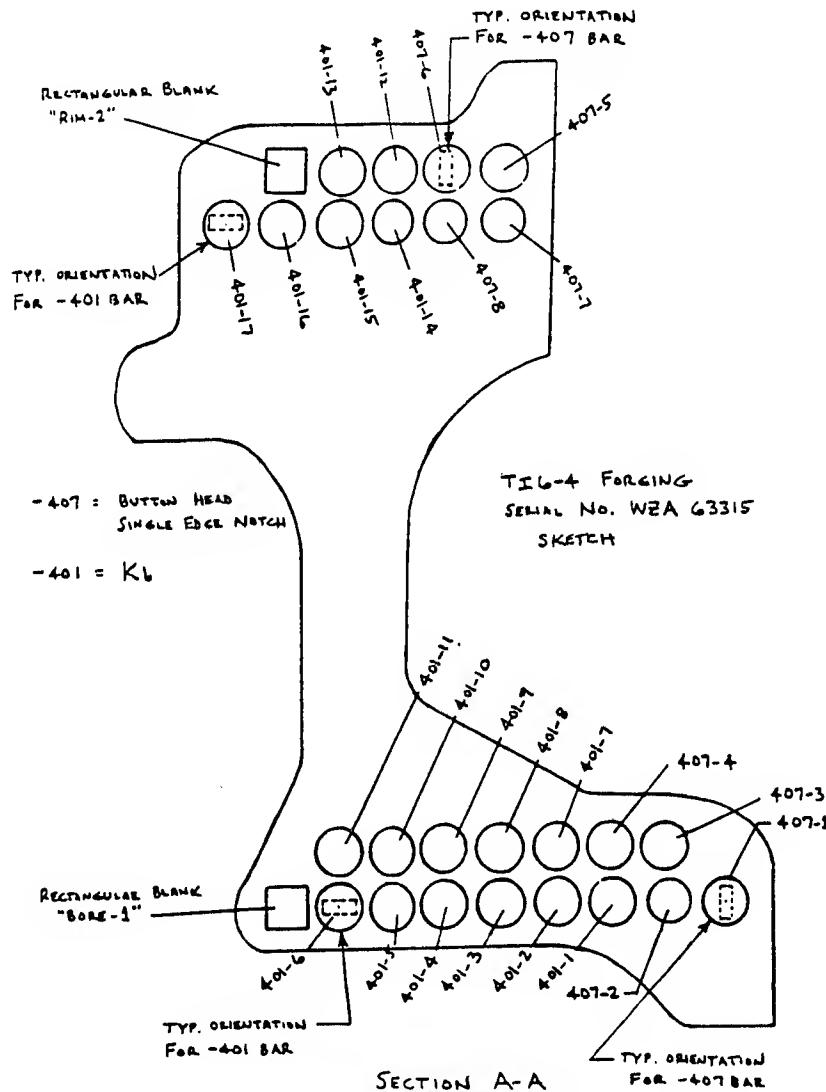 TYP. ORIENTATION
FOR -407 BAR
RECTANGULAR BLANK
"RIM-2"
401-13
401-12
407-6
407-5
TYP. ORIENTATION
FOR -401 BAR
401-17
401-16
401-15
401-14
407-8
407-7
-407 = BUTTON HEAD
SINGLE EDGE NOTCH
-401 = Kb
TI6-4 FORGING
SERIAL NO. WZA 63315
SKETCH
401-11
401-10
401-9
401-8
401-7
407-4
407-3
407-1
RECTANGULAR BLANK
"BORE-1"
401-6
401-5
401-4
401-3
401-2
401-1
407-2
TYP. ORIENTATION
FOR -401 BAR
TYP. ORIENTATION
FOR -407 BAR
SECTION A-A